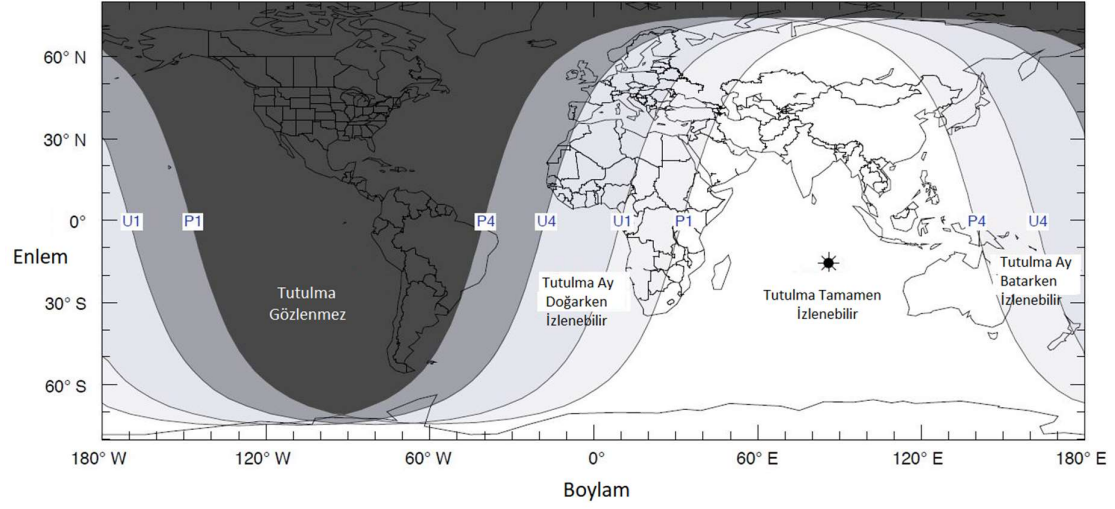 60° N
30° N
0°
Enlem
30° S
60° S
U1
P1
P4
U4
U1
P1
P4
U4
Tutulma
Gözlenmez
Tutulma Ay
Doğarken
İzlenebilir
Tutulma Tamamen
İzlenebilir
Tutulma Ay
Batarken
İzlenebilir
180° W
120° W
60° W
0°
60° E
120° E
180° E
Boylam